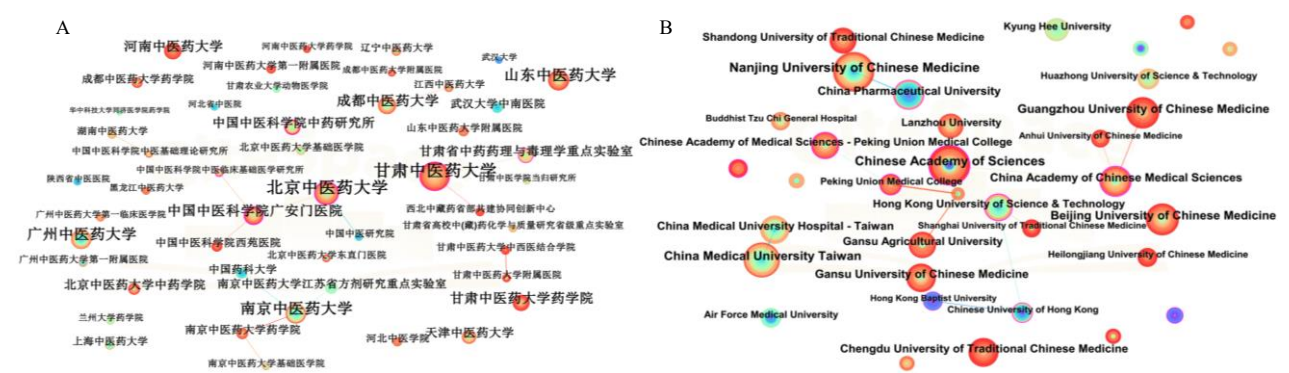 A
河南中医药大学
河南中医药大学药学院
辽宁中医药大学
武汉大学
河南中医药大学第一附属医院
成都中医药大学附属医院
成都中医药大学药学院
山东中医药大学
甘肃农业大学动物医学院
江西中医药大学
成都中医药大学
武汉大学中南医院
河北省中医院
华中科技大学同济医学院药学院
中国中医科学院中药研究所
山东中医药大学附属医院
湖南中医药大学
北京中医药大学基础医学院
甘肃省中药药理与毒理学重点实验室
中国中医科学院中医基础理论研究所
中国中医科学院中医临床基础医学研究所
甘肃中医药大学
甘肃中医学院当归研究所
陕西省中医医院
黑龙江中医药大学
北京中医药大学
广州中医药大学第一临床医学院
中国中医科学院广安门医院
西北中藏药省部共建协同创新中心
甘肃省高校中(藏)药化学与质量研究省级重点实验室
广州中医药大学
中国中医研究院
中国中医科学院西苑医院
甘肃中医药大学中西医结合学院
北京中医药大学东直门医院
广州中医药大学第一附属医院
中国药科大学
甘肃中医药大学附属医院
北京中医药大学中药学院
南京中医药大学江苏省方剂研究重点实验室
甘肃中医药大学药学院
南京中医药大学
兰州大学药学院
南京中医药大学药学院
天津中医药大学
河北中医学院
上海中医药大学
南京中医药大学基础医学院
B
Kyung Hee University
Shandong University of Traditional Chinese Medicine
Nanjing University of Chinese Medicine
Huazhong University of Science & Technology
China Pharmaceutical University
Guangzhou University of Chinese Medicine
Buddhist Tzu Chi General Hospital
Lanzhou University
Anhui University of Chinese Medicine
Chinese Academy of Medical Sciences - Peking Union Medical College
Chinese Academy of Sciences
China Academy of Chinese Medical Sciences
Peking Union Medical College
Hong Kong University of Science & Technology
Beijing University of Chinese Medicine
China Medical University Hospital - Taiwan
Shanghai University of Traditional Chinese Medicine
Gansu Agricultural University
China Medical University Taiwan
Heilongjiang University of Chinese Medicine
Gansu University of Chinese Medicine
Hong Kong Baptist University
Chinese University of Hong Kong
Air Force Medical University
Chengdu University of Traditional Chinese Medicine